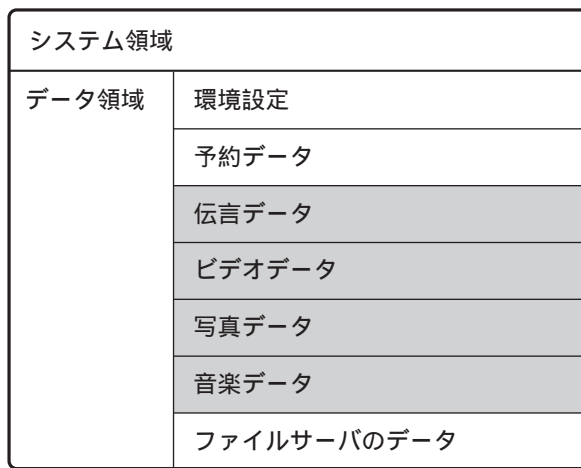 システム領域
データ領域
環境設定
予約データ
伝言データ
ビデオデータ
写真データ
音楽データ
ファイルサーバのデータ